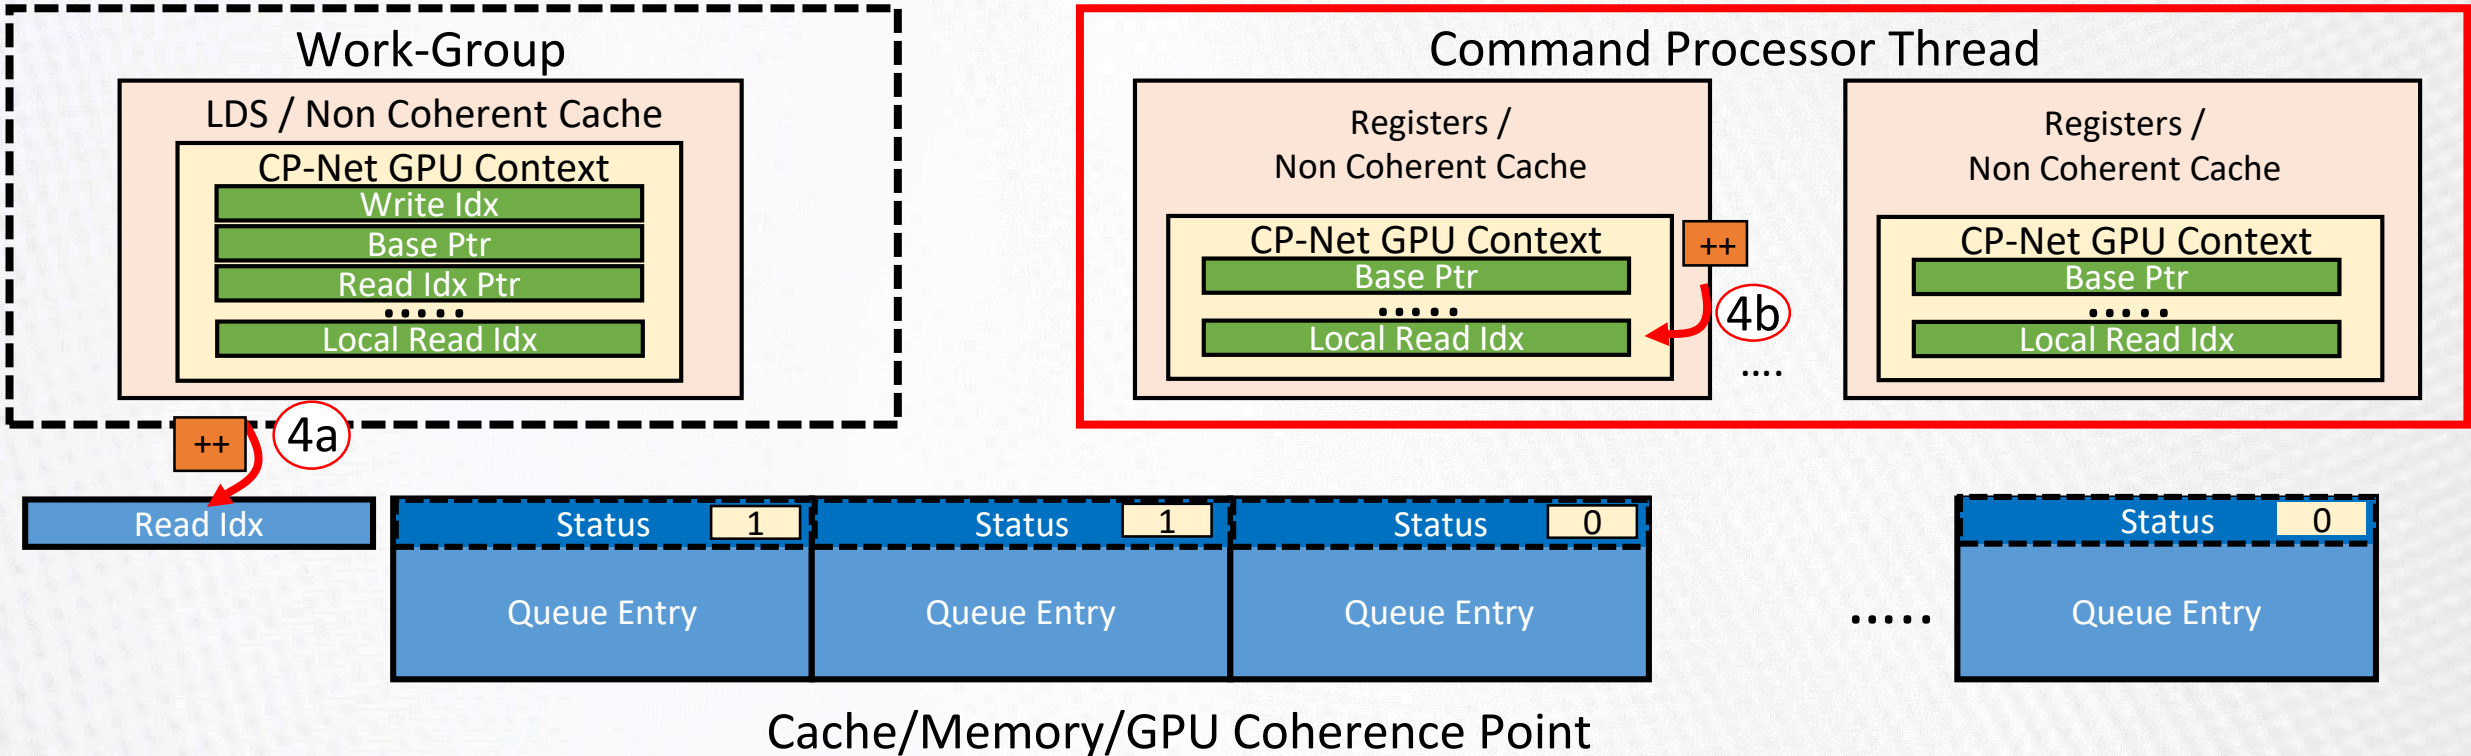 Work-Group
LDS / Non Coherent Cache
CP-Net GPU Context
Write Idx
Base Ptr
Read Idx Ptr
.....
Local Read Idx
++
4a
Command Processor Thread
Registers /
Non Coherent Cache
CP-Net GPU Context
Base Ptr
.....
Local Read Idx
++
4b
....
Registers /
Non Coherent Cache
CP-Net GPU Context
Base Ptr
.....
Local Read Idx
Read Idx
Status 1
Queue Entry
Status 1
Queue Entry
Status 0
Queue Entry
.....
Status 0
Queue Entry
Cache/Memory/GPU Coherence Point